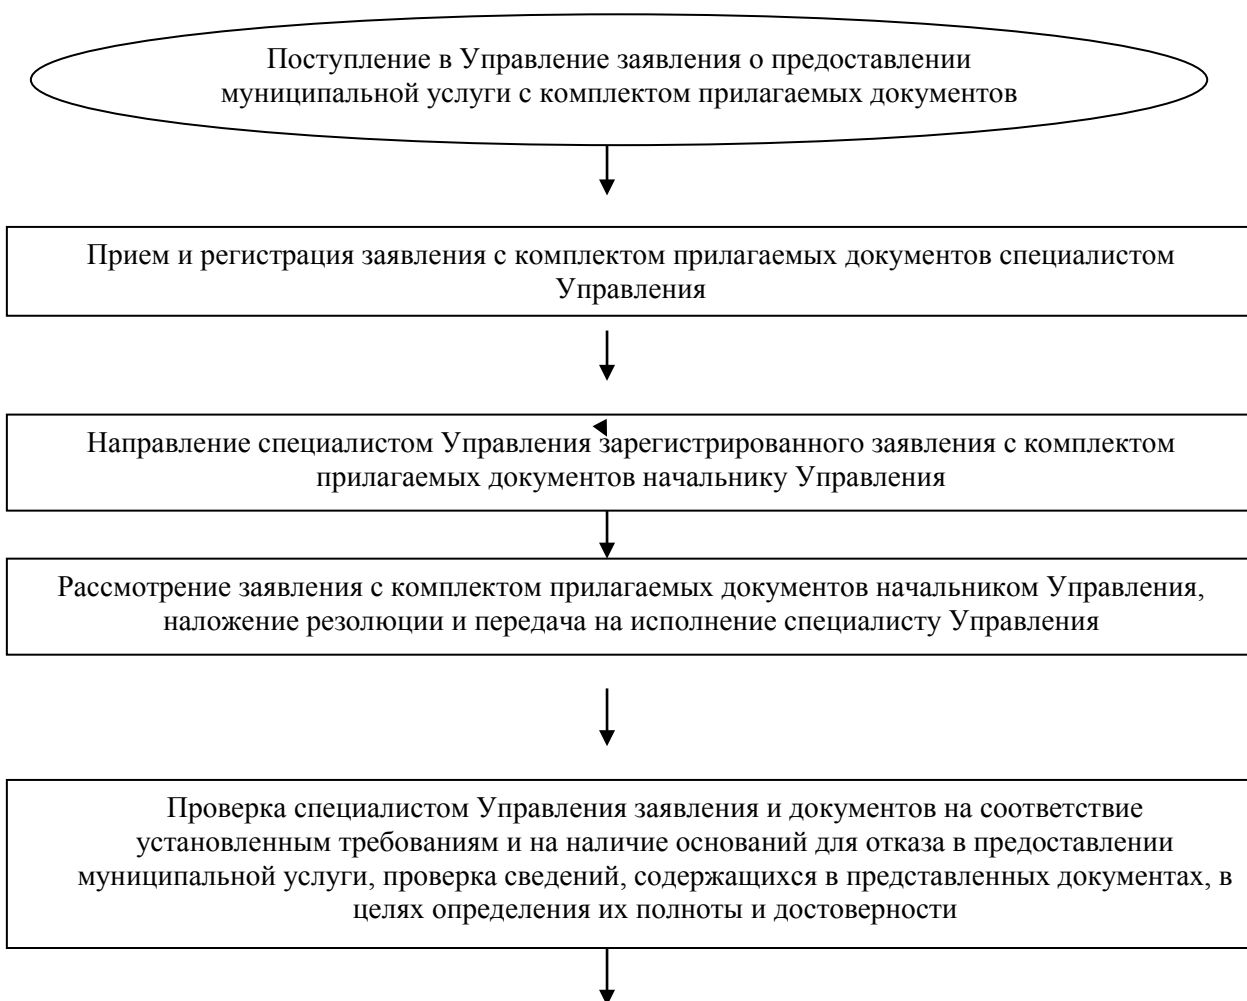 Поступление в Управление заявления о предоставлении
муниципальной услуги с комплектом прилагаемых документов
Прием и регистрация заявления с комплектом прилагаемых документов специалистом
Управления
Направление специалистом Управления зарегистрированного заявления с комплектом
прилагаемых документов начальнику Управления
Рассмотрение заявления с комплектом прилагаемых документов начальником Управления,
наложение резолюции и передача на исполнение специалисту Управления
Проверка специалистом Управления заявления и документов на соответствие
установленным требованиям и на наличие оснований для отказа в предоставлении
муниципальной услуги, проверка сведений, содержащихся в представленных документах, в
целях определения их полноты и достоверности